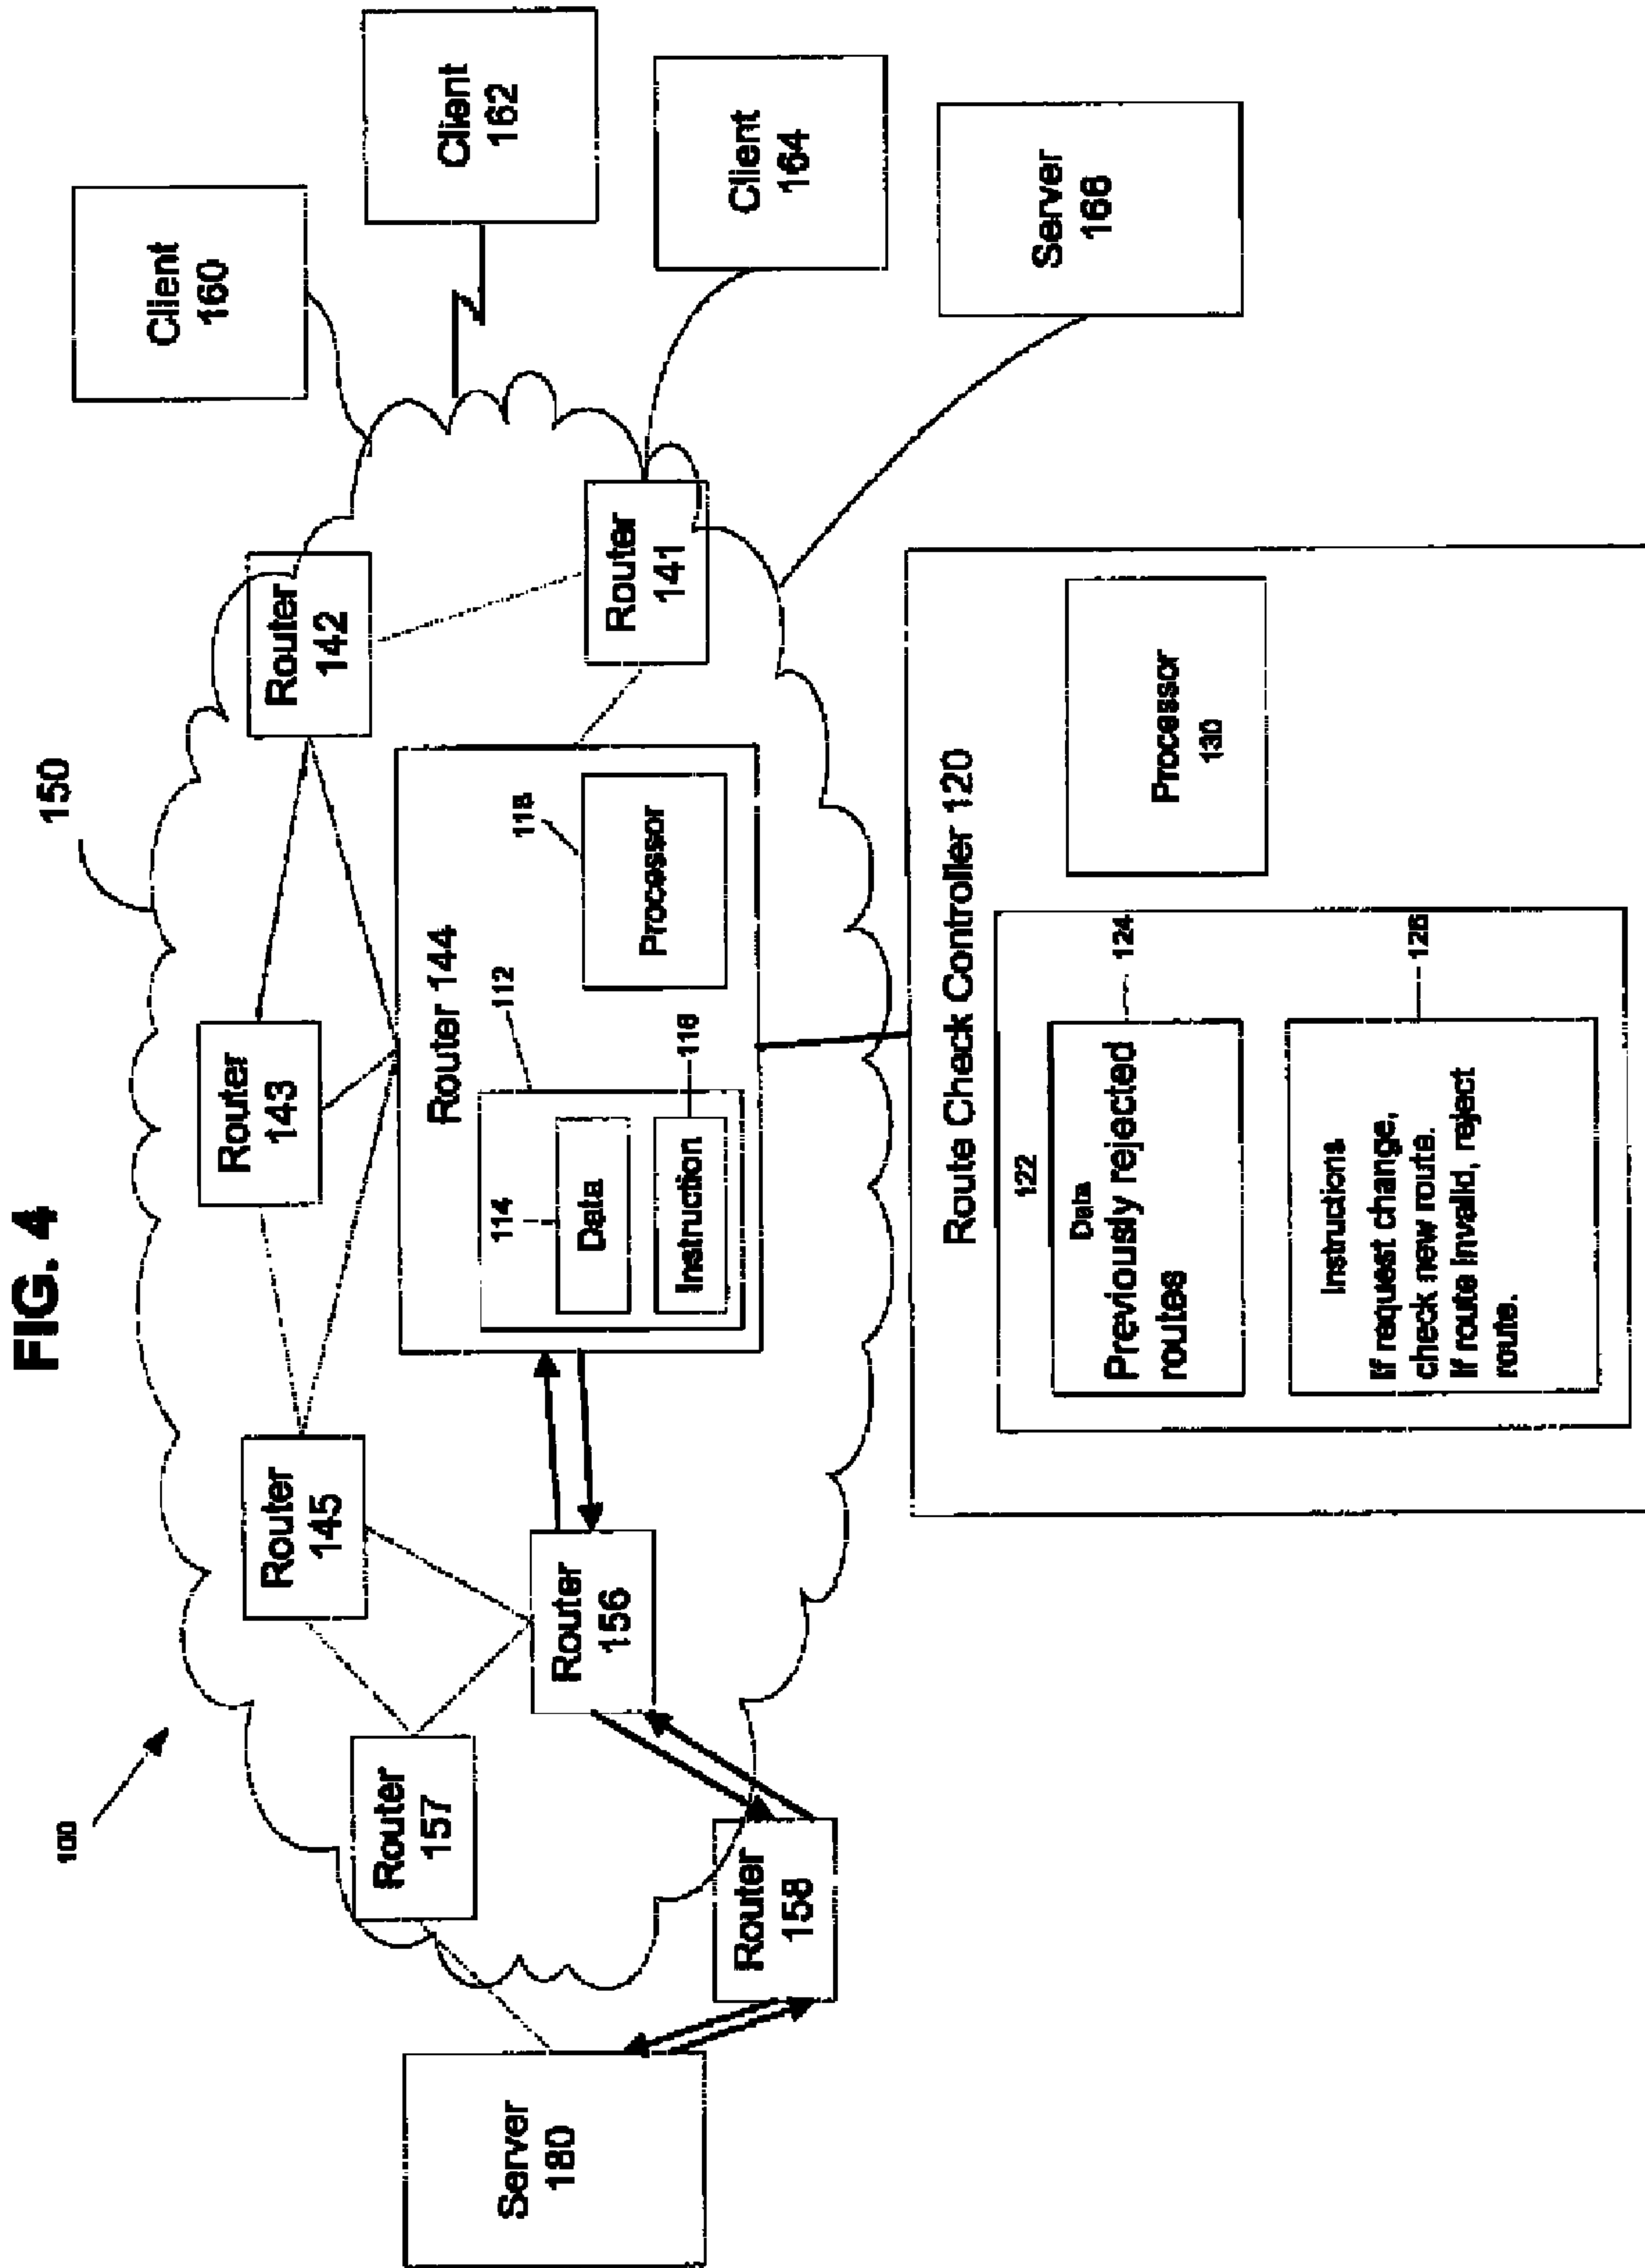 FIG. 4
100
150
Client
160
Client
162
Client
164
Server
166
Router
142
Router
141
Router
143
Router
145
Router
157
Router
156
Router
158
Server
180
Router 144
112
114
Data
116
Instruction
118
Processor
Route Check Controller 120
122
Data
Previously rejected
routes
124
Instructions
If request change,
check new route.
If route invalid, reject
route.
126
Processor
130